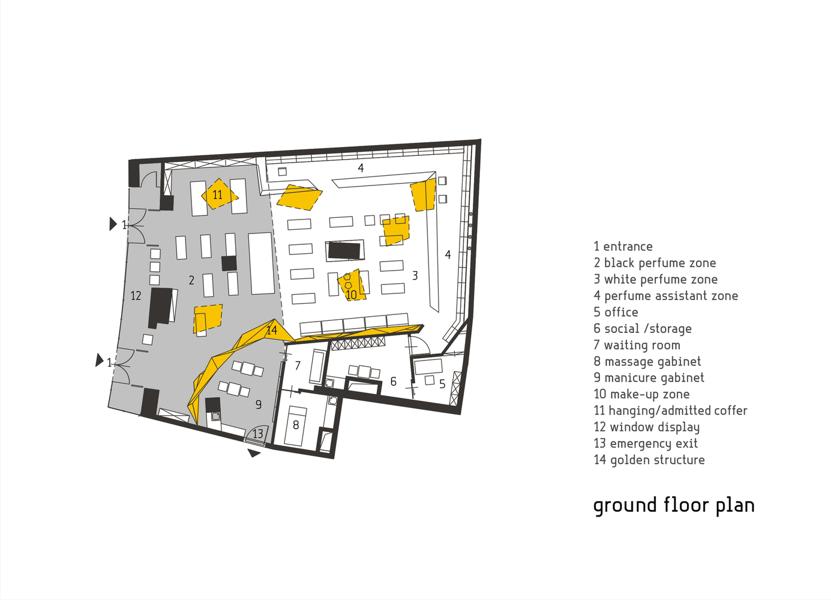 4
11
1
4
2
3
12
10
14
1
7
6
5
9
8
13
1 entrance
2 black perfume zone
3 white perfume zone
4 perfume assistant zone
5 office
6 social /storage
7 waiting room
8 massage gabinet
9 manicure gabinet
10 make-up zone
11 hanging/admitted coffer
12 window display
13 emergency exit
14 golden structure
ground floor plan